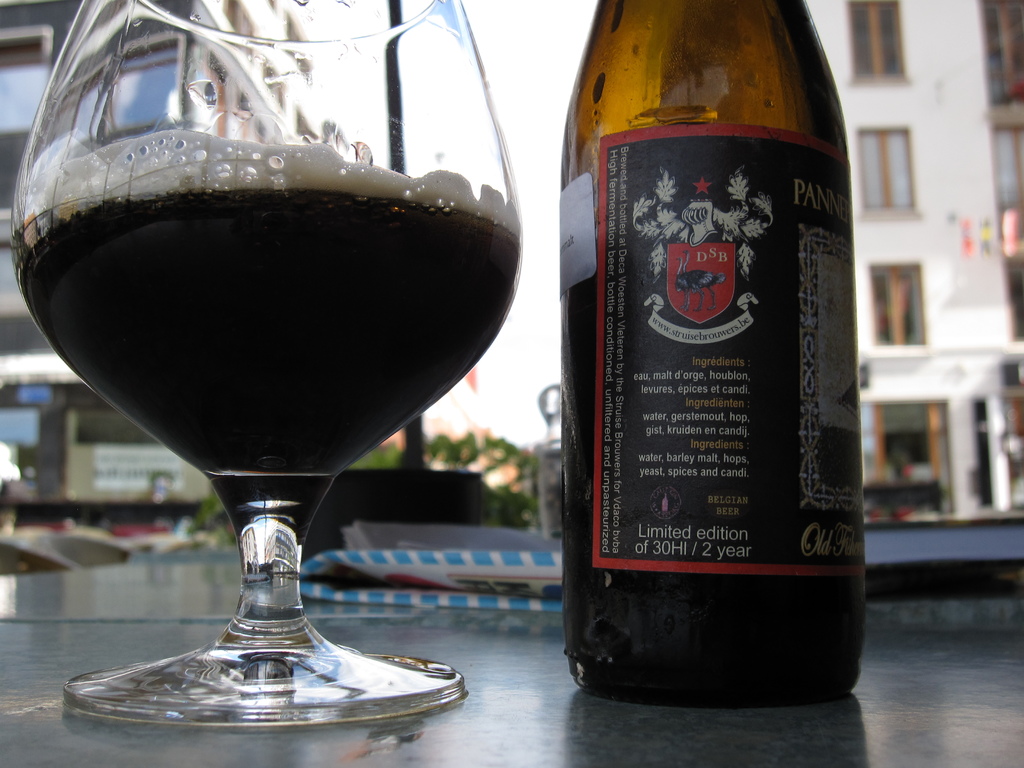 Brewed and bottled at Deca Woesten Vleteren by the Struise Brouwers for Vdaco bvba
High fermentation beer, bottle conditioned, unfiltered and unpasteurized
DSB
www.struisebrouwers.be
Ingrédients :
eau, malt d'orge, houblon,
levures, épices et candi.
Ingrediënten :
water, gerstemout, hop,
gist, kruiden en candij.
Ingredients :
water, barley malt, hops,
yeast, spices and candi.
BELGIAN
BEER
Limited edition
of 30Hl / 2 year
PANNE
Old